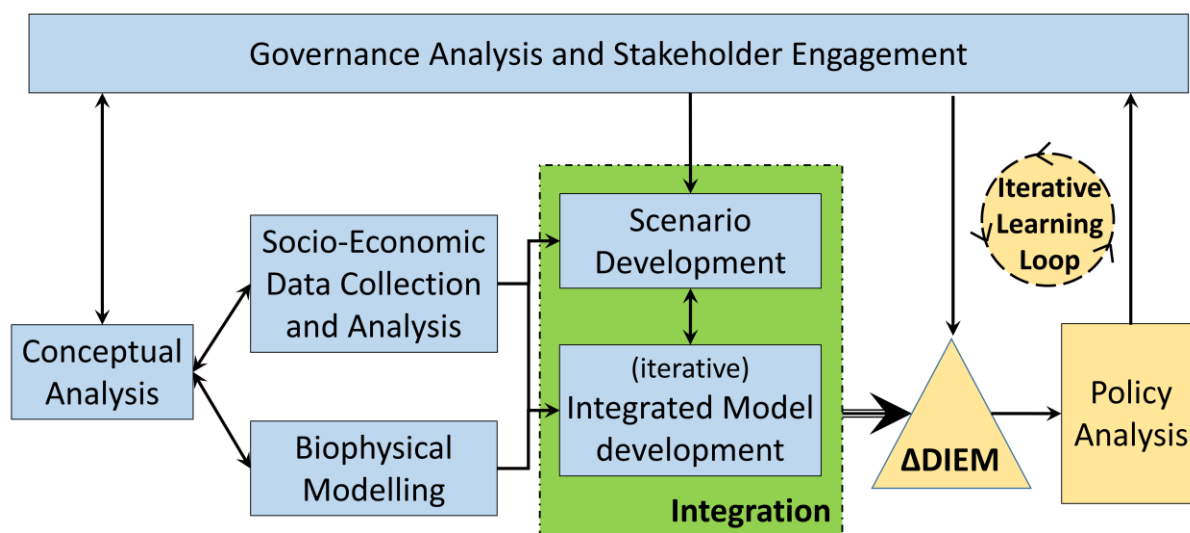 Governance Analysis and Stakeholder Engagement
Conceptual
Analysis
Socio-Economic
Data Collection
and Analysis
Biophysical
Modelling
Scenario
Development
(iterative)
Integrated Model
development
Integration
Iterative
Learning
Loop
ΔDIEM
Policy
Analysis